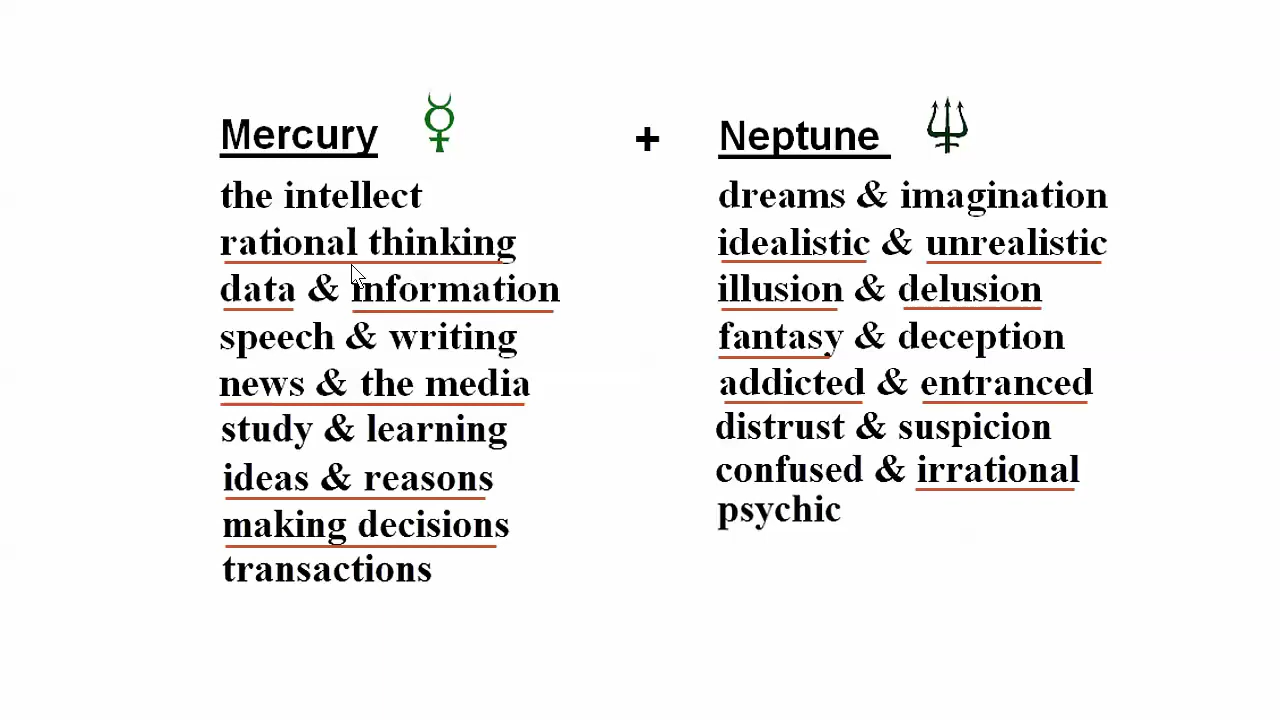 Mercury ☿ + Neptune ♆
the intellect
rational thinking
data & information
speech & writing
news & the media
study & learning
ideas & reasons
making decisions
transactions
dreams & imagination
idealistic & unrealistic
illusion & delusion
fantasy & deception
addicted & entranced
distrust & suspicion
confused & irrational
psychic